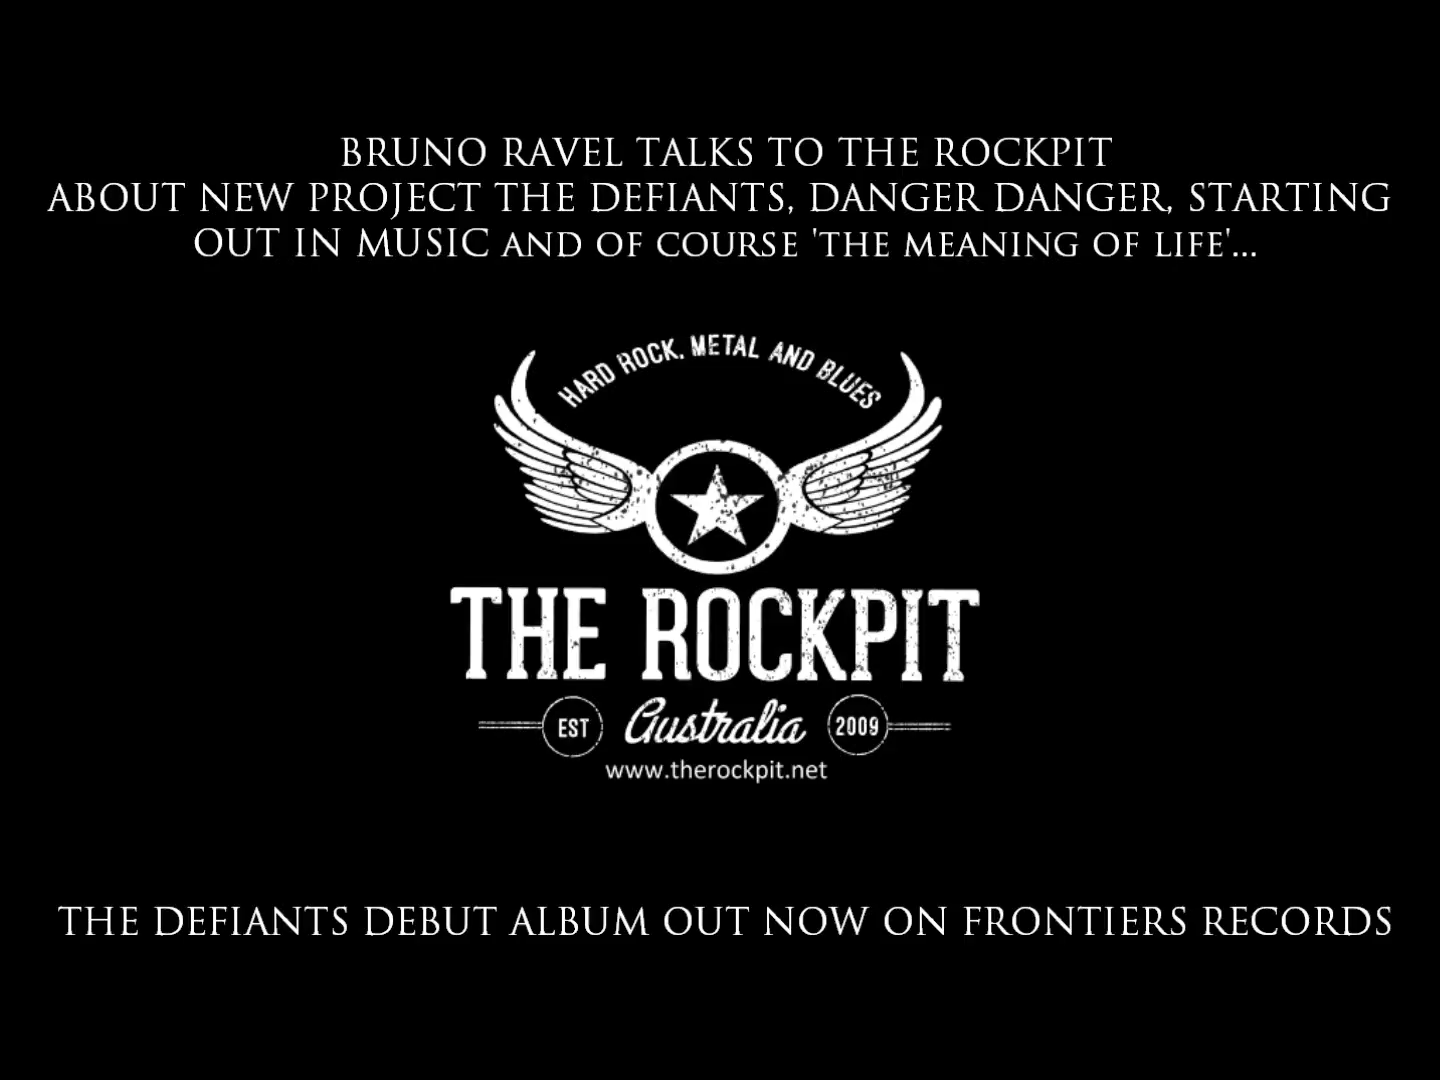 BRUNO RAVEL TALKS TO THE ROCKPIT
ABOUT NEW PROJECT THE DEFIANTS, DANGER DANGER, STARTING
OUT IN MUSIC AND OF COURSE 'THE MEANING OF LIFE'...
HARD ROCK, METAL AND BLUES
THE ROCKPIT
EST Australia 2009
www.therockpit.net
THE DEFIANTS DEBUT ALBUM OUT NOW ON FRONTIERS RECORDS